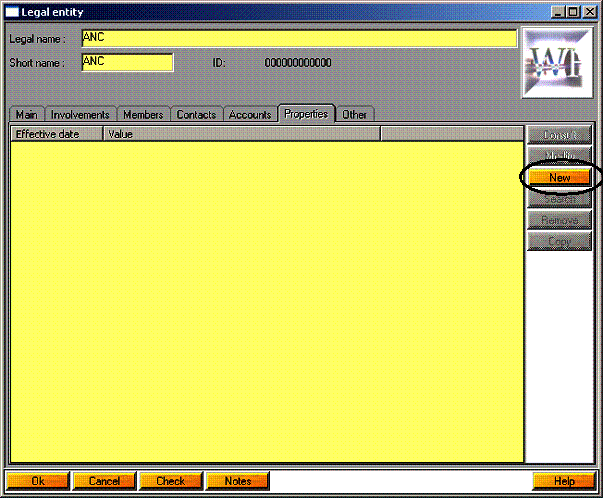 Legal entity
Legal name : ANC
Short name : ANC ID: 000000000000
Main Involvements Members Contacts Accounts Properties Other
Effective date Value
Consult
Modify
New
Search
Remove
Copy
Ok Cancel Check Notes Help